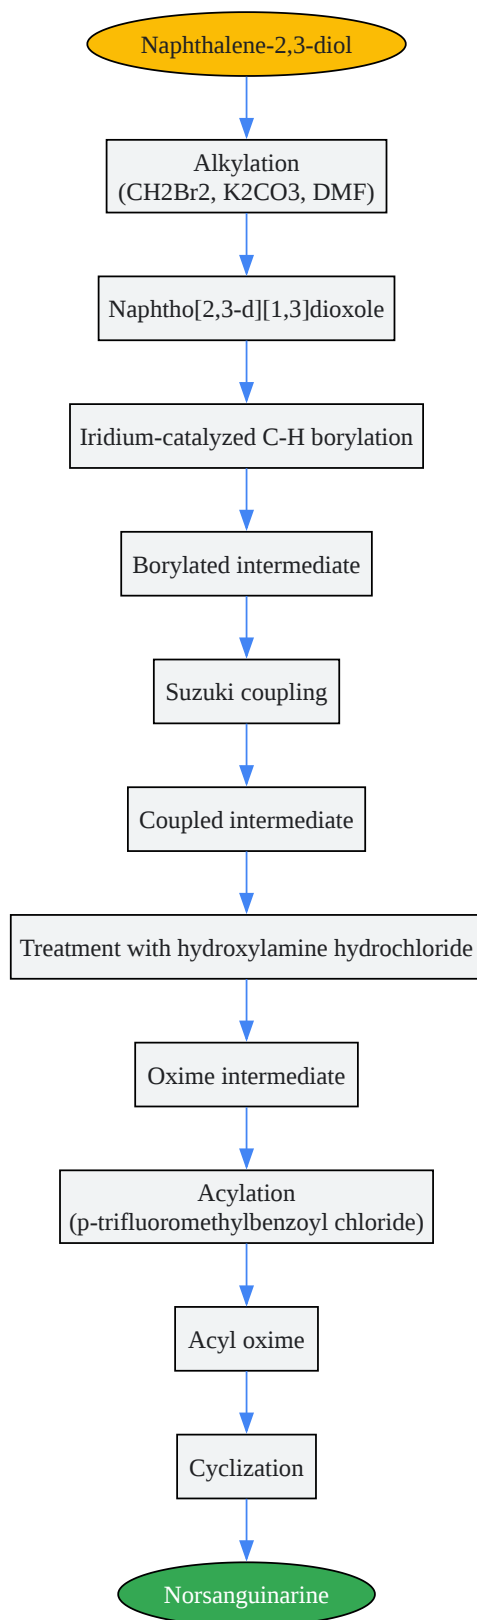 Naphthalene-2,3-diol
Alkylation
(CH2Br2, K2CO3, DMF)
Naphtho[2,3-d][1,3]dioxole
Iridium-catalyzed C-H borylation
Borylated intermediate
Suzuki coupling
Coupled intermediate
Treatment with hydroxylamine hydrochloride
Oxime intermediate
Acylation
(p-trifluoromethylbenzoyl chloride)
Acyl oxime
Cyclization
Norsanguinarine